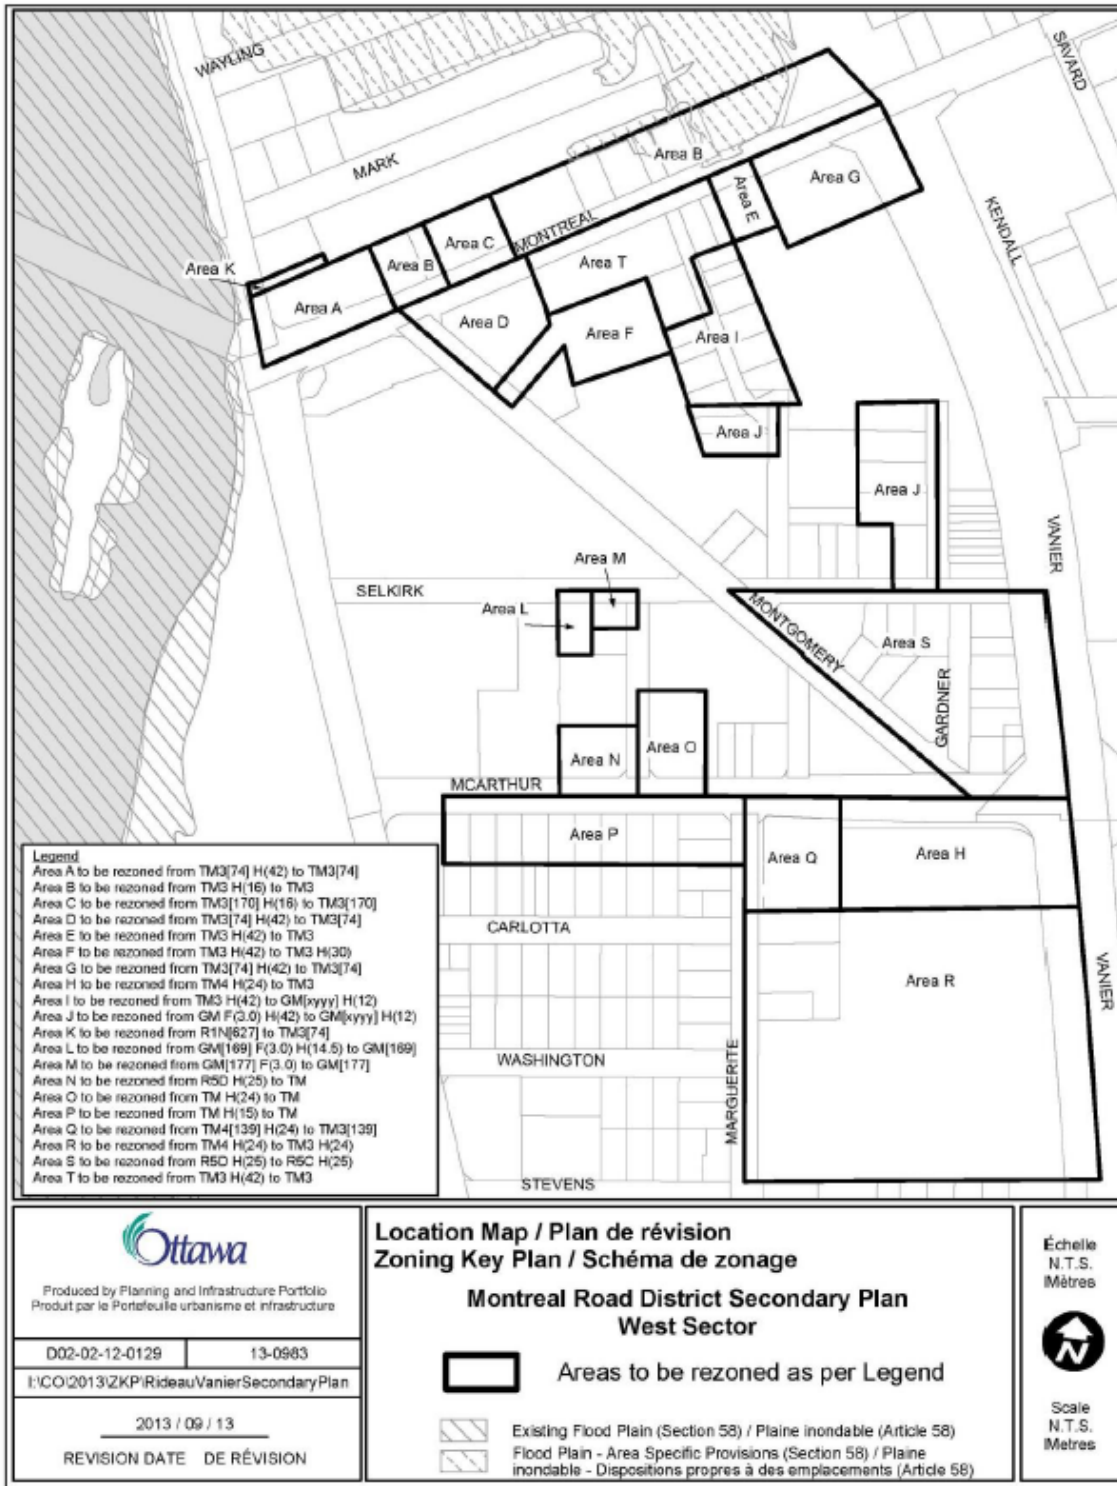 WAYLING
SAVARD
MARK
Area B
Area G
Area E
KENDALL
Area C
MONTREAL
Area B
Area T
Area K
Area A
Area D
Area F
Area I
Area J
Area J
VANIER
Area M
SELKIRK
Area L
MONTGOMERY
Area S
GARDNER
Area N
Area O
MCARTHUR
Area P
Area Q
Area H
CARLOTTA
VANIER
Area R
WASHINGTON
MARGUERITE
STEVENS
Legend
Area A to be rezoned from TM3[74] H(42) to TM3[74]
Area B to be rezoned from TM3 H(16) to TM3
Area C to be rezoned from TM3[170] H(16) to TM3[170]
Area D to be rezoned from TM3[74] H(42) to TM3[74]
Area E to be rezoned from TM3 H(42) to TM3
Area F to be rezoned from TM3 H(42) to TM3 H(30)
Area G to be rezoned from TM3[74] H(42) to TM3[74]
Area H to be rezoned from TM4 H(24) to TM3
Area I to be rezoned from TM3 H(42) to GM[xyyy] H(12)
Area J to be rezoned from GM F(3.0) H(42) to GM[xyyy] H(12)
Area K to be rezoned from R1N[627] to TM3[74]
Area L to be rezoned from GM[169] F(3.0) H(14.5) to GM[169]
Area M to be rezoned from GM[177] F(3.0) to GM[177]
Area N to be rezoned from R5D H(25) to TM
Area O to be rezoned from TM H(24) to TM
Area P to be rezoned from TM H(15) to TM
Area Q to be rezoned from TM4[139] H(24) to TM3[139]
Area R to be rezoned from TM4 H(24) to TM3 H(24)
Area S to be rezoned from R5D H(25) to R5C H(25)
Area T to be rezoned from TM3 H(42) to TM3
Ottawa
Produced by Planning and Infrastructure Portfolio
Produit par le Portefeuille urbanisme et infrastructure
D02-02-12-0129
13-0983
I:\CO\2013\ZKP\RideauVanierSecondaryPlan
2013 / 09 / 13
REVISION DATE DE RÉVISION
Location Map / Plan de révision
Zoning Key Plan / Schéma de zonage
Montreal Road District Secondary Plan
West Sector
Areas to be rezoned as per Legend
Existing Flood Plain (Section 58) / Plaine inondable (Article 58)
Flood Plain - Area Specific Provisions (Section 58) / Plaine
inondable - Dispositions propres à des emplacements (Article 58)
Échelle
N.T.S.
Mètres
N
Scale
N.T.S.
Metres